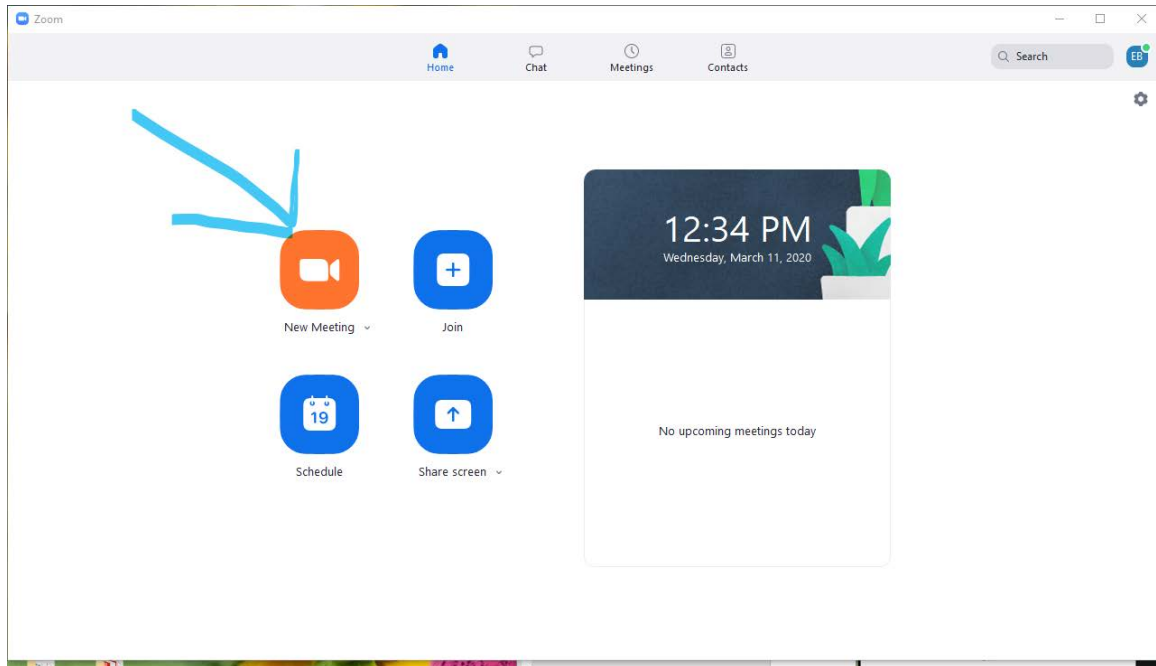 Zoom
Home
Chat
Meetings
Contacts
Search
EB
12:34 PM
Wednesday, March 11, 2020
New Meeting
Join
19
Schedule
Share screen
No upcoming meetings today